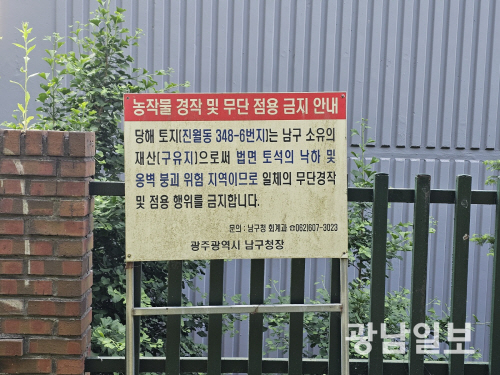 농작물 경작 및 무단 점용 금지 안내
당해 토지(진월동 348-6번지)는 남구 소유의
재산(구유지)으로써 법면 토석의 낙하 및
옹벽 붕괴 위험 지역이므로 일체의 무단경작
및 점용 행위를 금지합니다.
문의 : 남구청 회계과 ☎062)607-3023
광주광역시 남구청장
광남일보